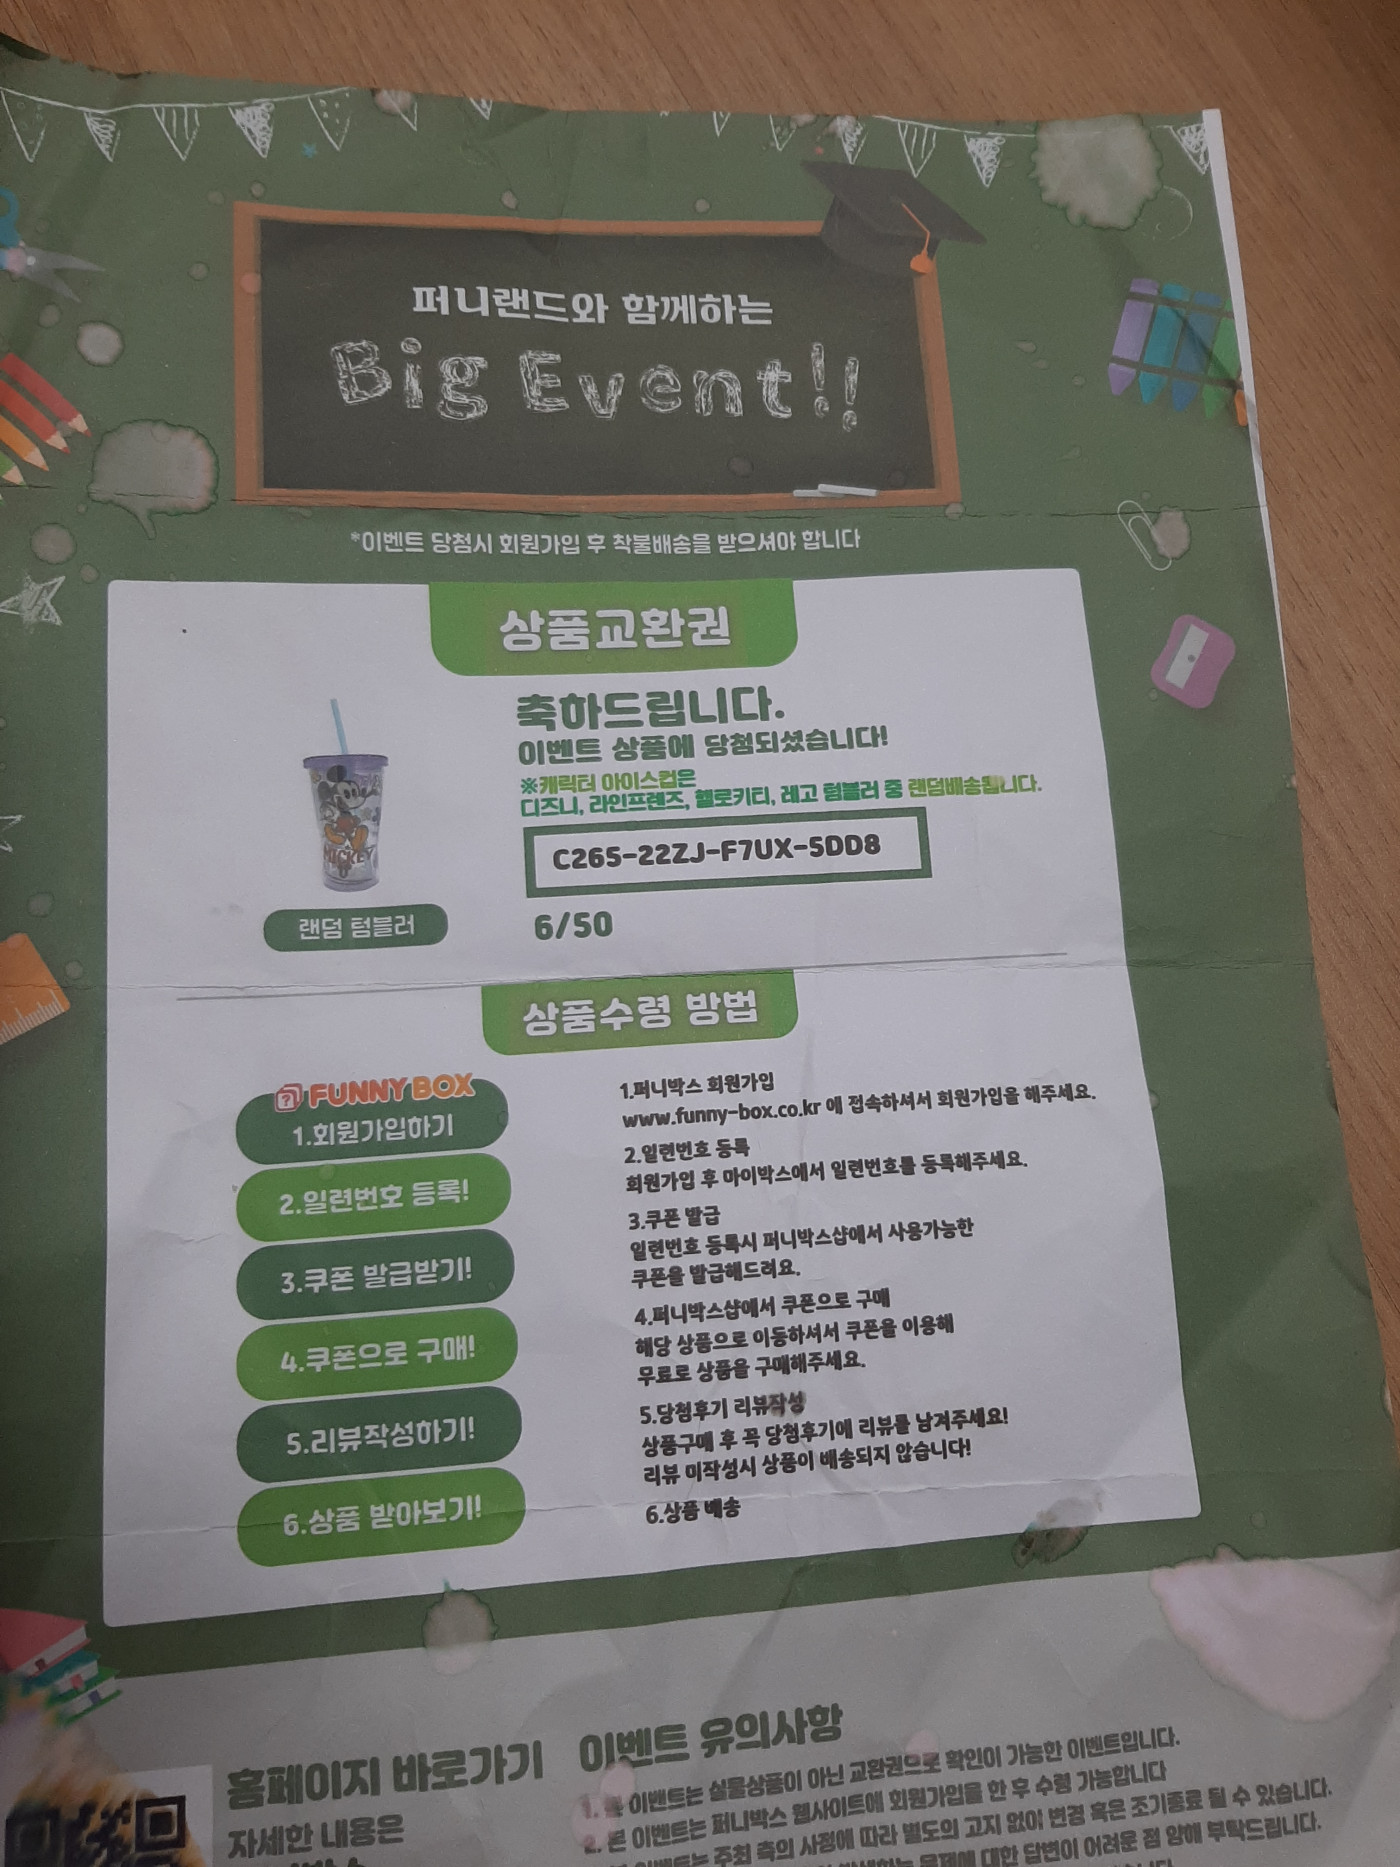 퍼니랜드와 함께하는
Big Event!!
*이벤트 당첨시 회원가입 후 착불배송을 받으셔야 합니다
상품교환권
축하드립니다.
이벤트 상품에 당첨되셨습니다!
※캐릭터 아이스컵은
디즈니, 라인프렌즈, 헬로키티, 레고 텀블러 중 랜덤배송됩니다.
C265-22ZJ-F7UX-5DD8
MICKEY
랜덤 텀블러
6/50
상품수령 방법
FUNNY BOX
1.회원가입하기
2.일련번호 등록!
3.쿠폰 발급받기!
4.쿠폰으로 구매!
5.리뷰작성하기!
6.상품 받아보기!
1.퍼니박스 회원가입
www.funny-box.co.kr 에 접속하셔서 회원가입을 해주세요.
2.일련번호 등록
회원가입 후 마이박스에서 일련번호를 등록해주세요.
3.쿠폰 발급
일련번호 등록시 퍼니박스샵에서 사용가능한
쿠폰을 발급해드려요.
4.퍼니박스샵에서 쿠폰으로 구매
해당 상품으로 이동하셔서 쿠폰을 이용해
무료로 상품을 구매해주세요.
5.당첨후기 리뷰작성
상품구매 후 꼭 당첨후기에 리뷰를 남겨주세요!
리뷰 미작성시 상품이 배송되지 않습니다!
6.상품 배송
홈페이지 바로가기
자세한 내용은
이벤트 유의사항
1. 본 이벤트는 실물상품이 아닌 교환권으로 확인이 가능한 이벤트입니다.
2. 본 이벤트는 퍼니박스 웹사이트에 회원가입을 한 후 수령 가능합니다
이벤트는 주최 측의 사정에 따라 별도의 고지 없이 변경 혹은 조기종료 될 수 있습니다.
문제에 대한 답변이 어려운 점 양해 부탁드립니다.